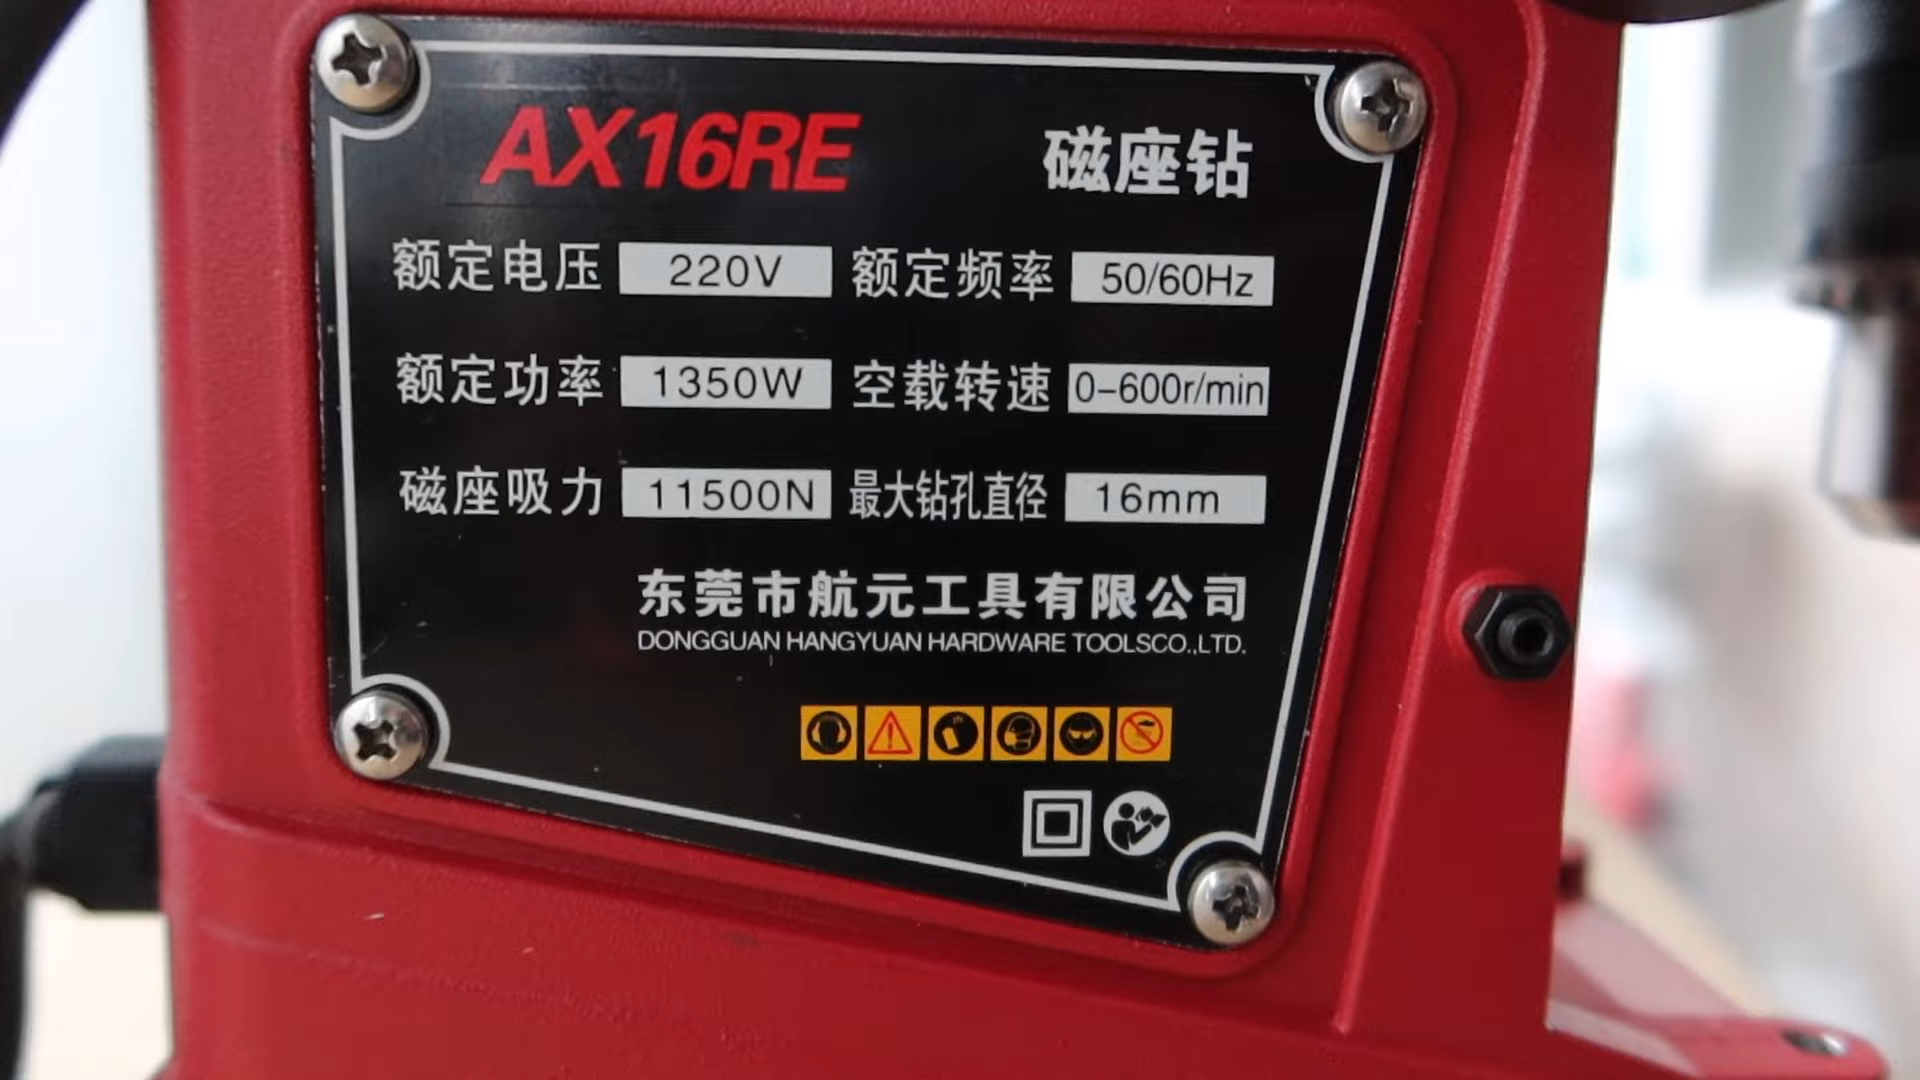 AX16RE 磁座钻
额定电压 220V 额定频率 50/60Hz
额定功率 1350W 空载转速 0-600r/min
磁座吸力 11500N 最大钻孔直径 16mm
东莞市航元工具有限公司
DONGGUAN HANGYUAN HARDWARE TOOLSCO.,LTD.